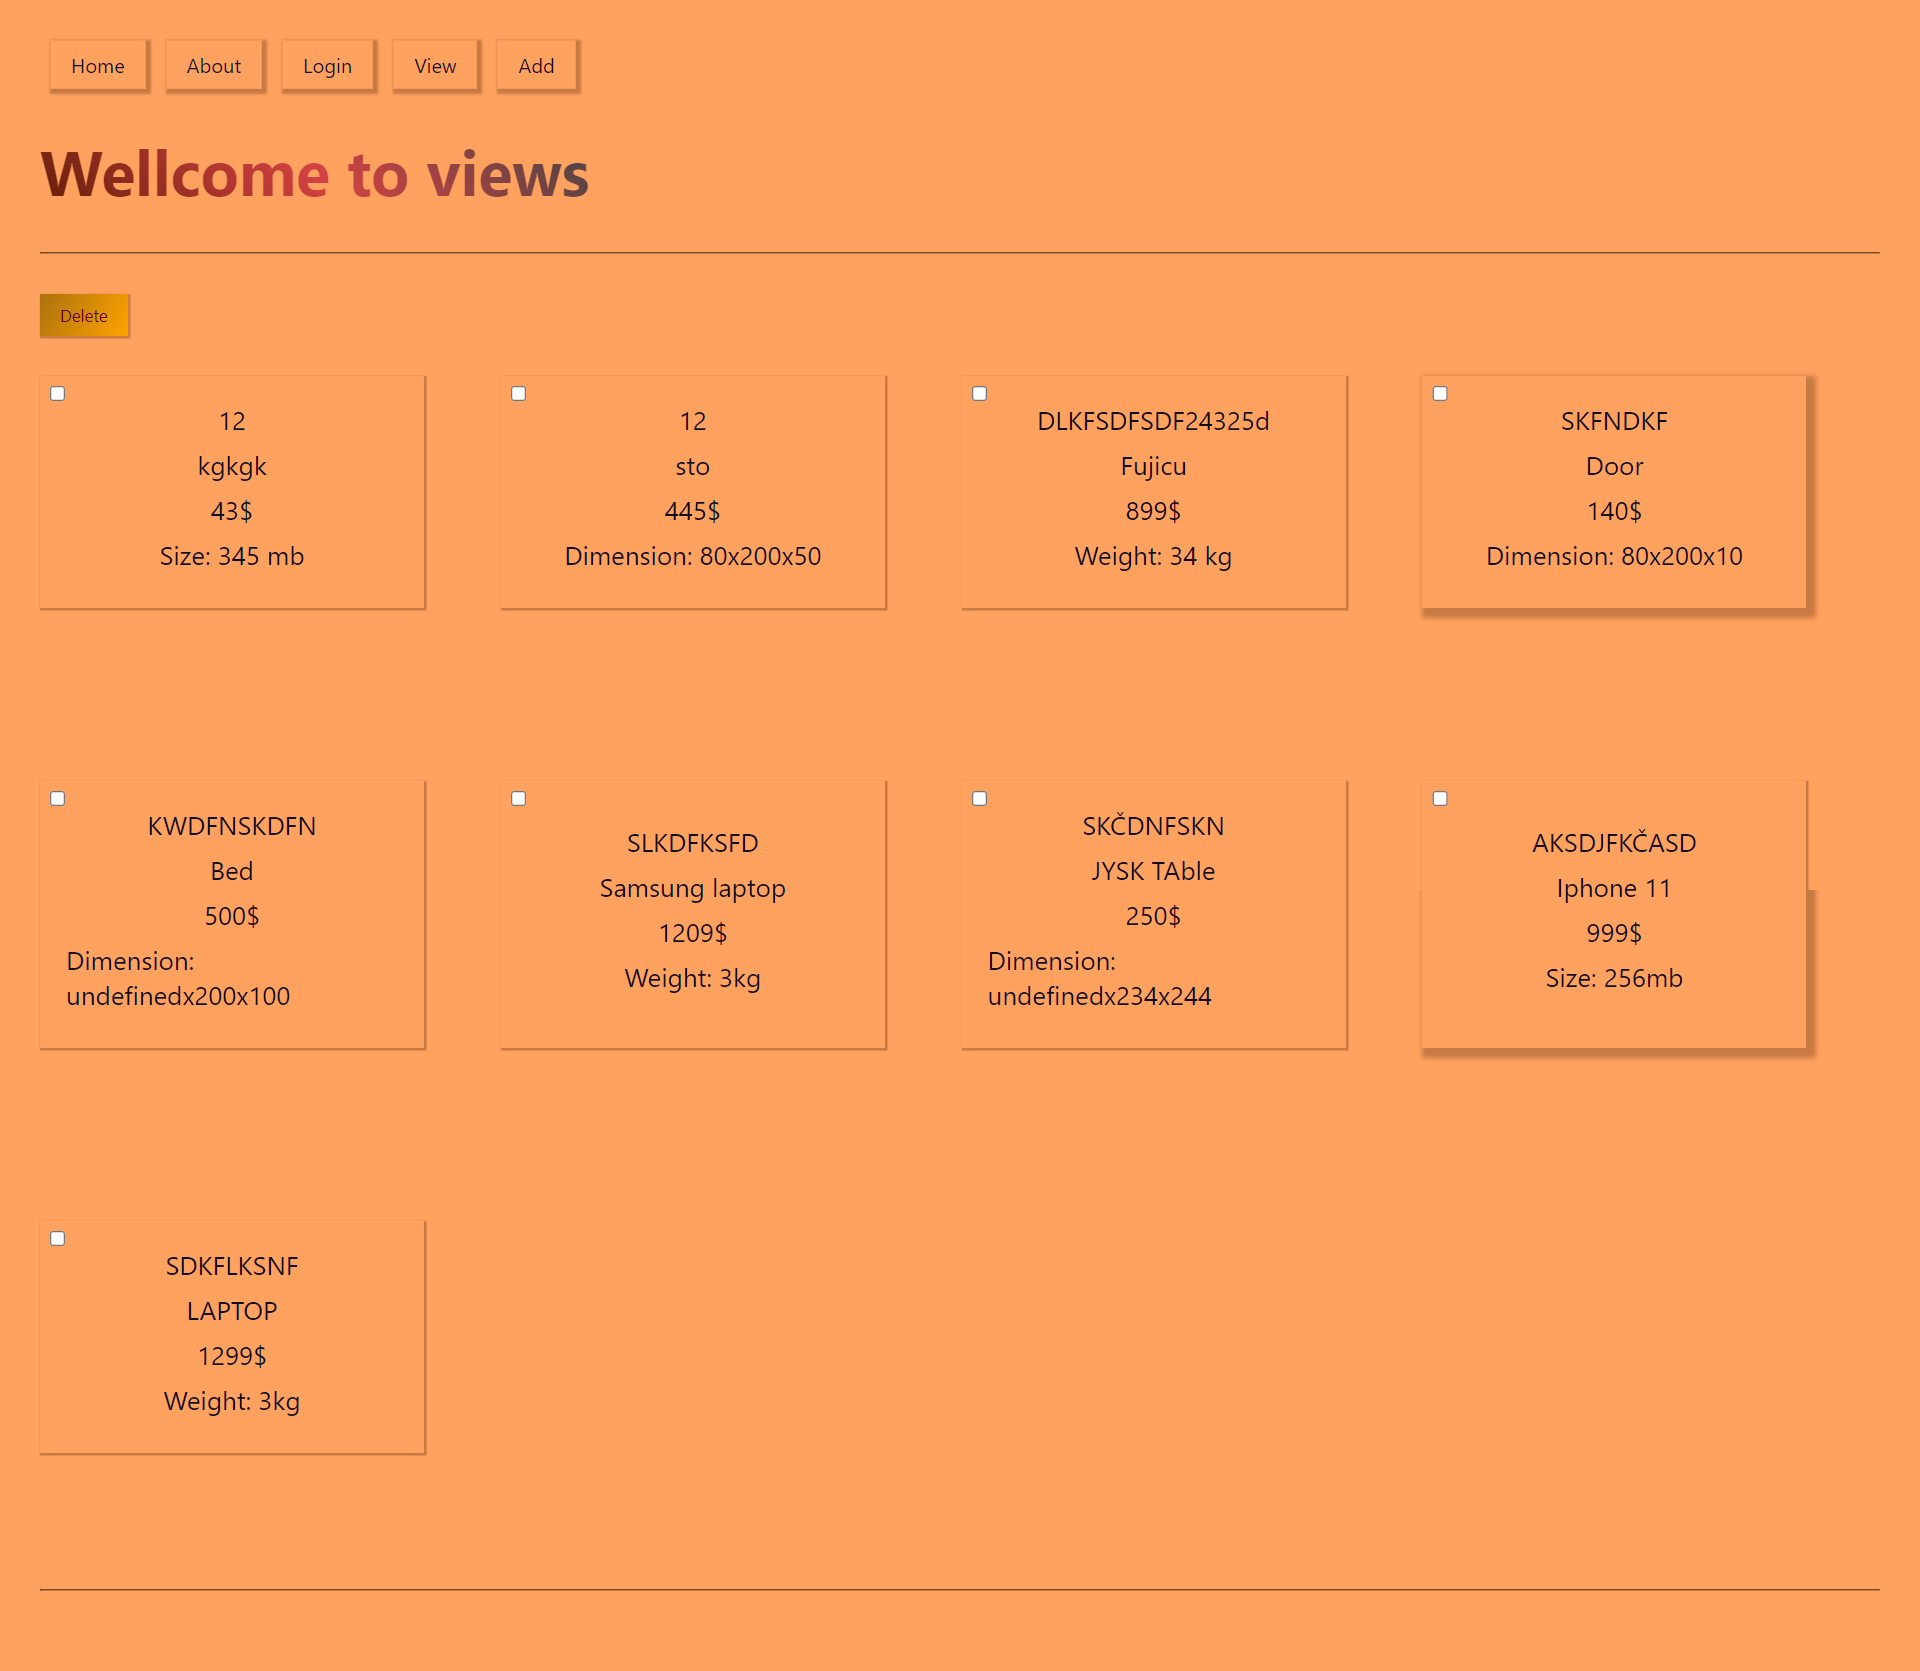 Home
About
Login
View
Add
Wellcome to views
Delete
12
kgkgk
43$
Size: 345 mb
12
sto
445$
Dimension: 80x200x50
DLKFSDFSDF24325d
Fujicu
899$
Weight: 34 kg
SKFNDKF
Door
140$
Dimension: 80x200x10
KWDFNSKDFN
Bed
500$
Dimension:
undefinedx200x100
SLKDFKSFD
Samsung laptop
1209$
Weight: 3kg
SKČDNFSKN
JYSK TAble
250$
Dimension:
undefinedx234x244
AKSDJFKČASD
Iphone 11
999$
Size: 256mb
SDKFLKSNF
LAPTOP
1299$
Weight: 3kg